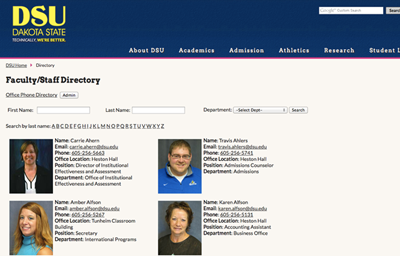 DSU
DAKOTA STATE
TECHNICALLY, WE'RE BETTER.
Search
About DSU Academics Admission Athletics Research Student L
DSU Home Directory
Faculty/Staff Directory
Office Phone Directory Admin
First Name: Last Name: Department: -Select Dept- Search
Search by last name: A B C D E F G H I J K L M N O P Q R S T U V W X Y Z
Name: Carrie Ahern
Email: carrie.ahern@dsu.edu
Phone: 605-256-5663
Office Location: Heston Hall
Position: Director of Institutional
Effectiveness and Assessment
Department: Office of Institutional
Effectiveness and Assessment
Name: Travis Ahlers
Email: travis.ahlers@dsu.edu
Phone: 605-256-5741
Office Location: Heston Hall
Position: Admissions Counselor
Department: Admissions
Name: Amber Alfson
Email: amber.alfson@dsu.edu
Phone: 605-256-5267
Office Location: Tunheim Classroom
Building
Position: Secretary
Department: International Programs
Name: Karen Alfson
Email: karen.alfson@dsu.edu
Phone: 605-256-5131
Office Location: Heston Hall
Position: Accounting Assistant
Department: Business Office